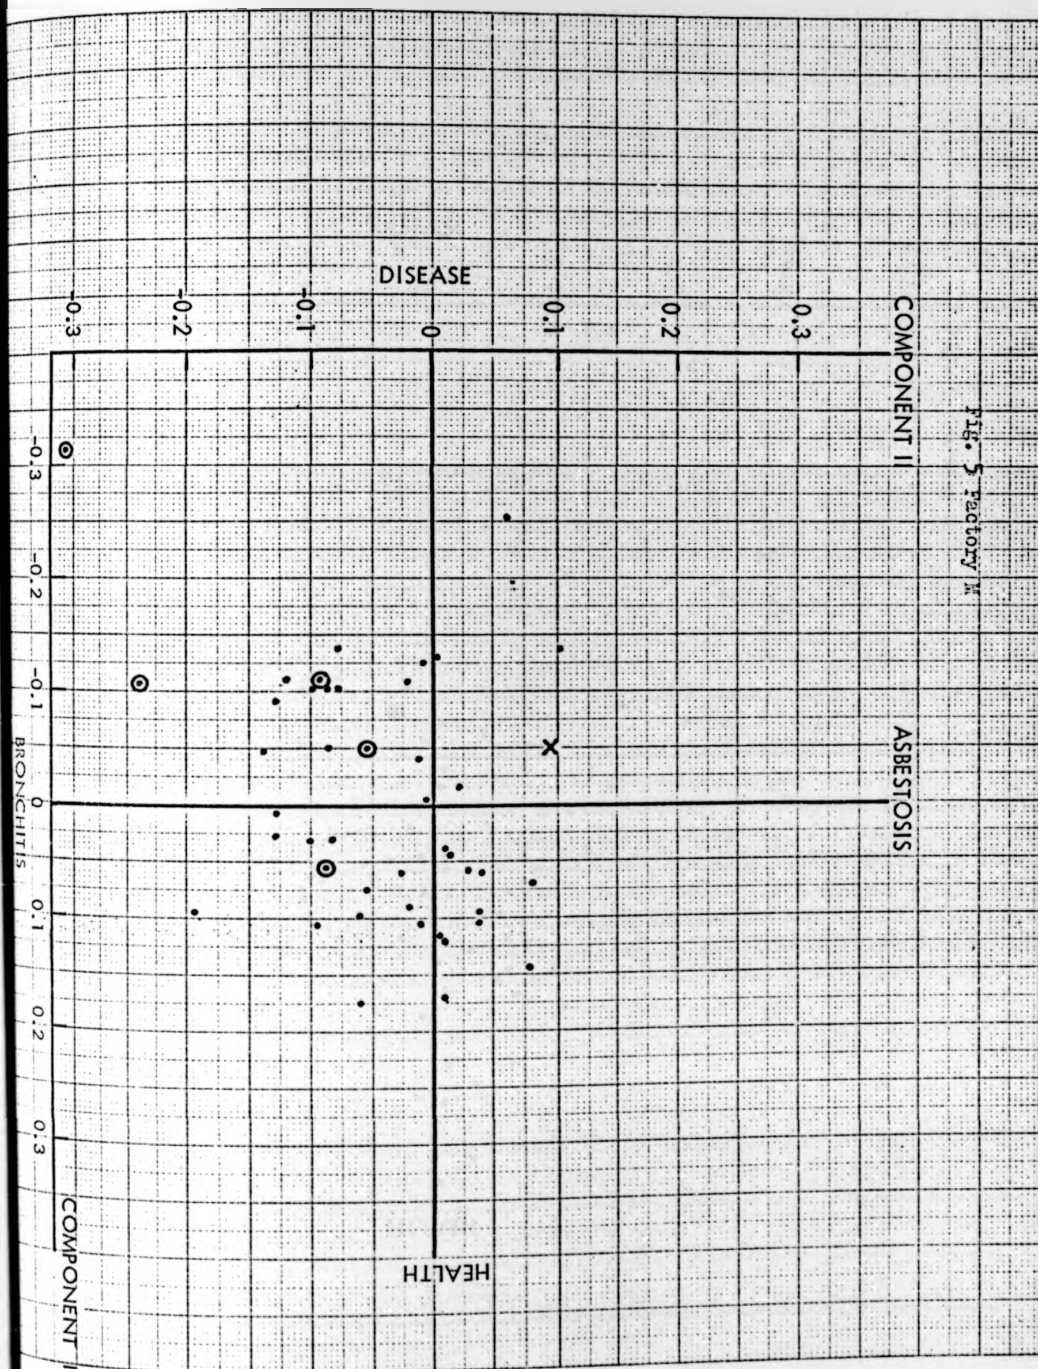 Fig. 5 Factory M
COMPONENT II
ASBESTOSIS
0.3
0.2
0.1
0
-0.1
-0.2
-0.3
DISEASE
HEALTH
-0.3
-0.2
-0.1
0
0.1
0.2
0.3
COMPONENT I
BRONCHITIS